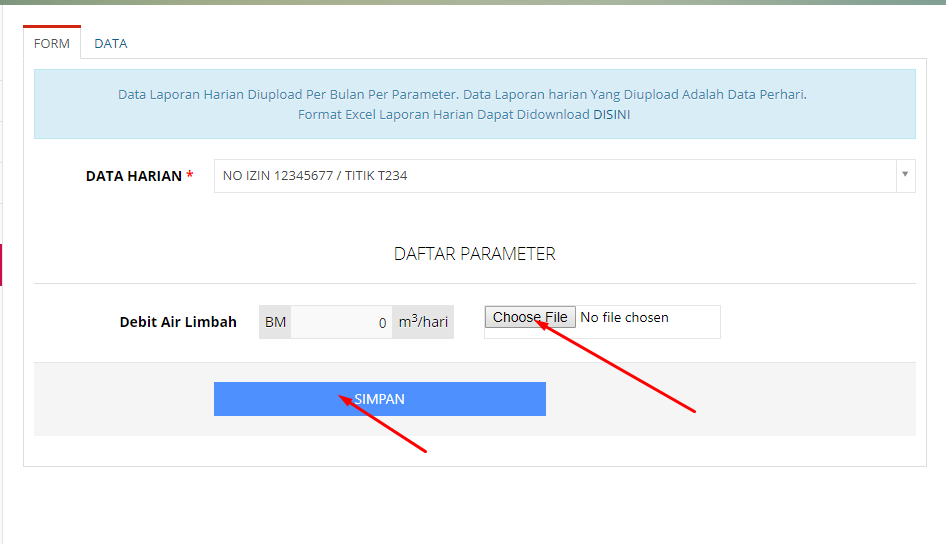 FORM DATA
Data Laporan Harian Diupload Per Bulan Per Parameter. Data Laporan harian Yang Diupload Adalah Data Perhari.
Format Excel Laporan Harian Dapat Didownload DISINI
DATA HARIAN * NO IZIN 12345677 / TITIK T234
DAFTAR PARAMETER
Debit Air Limbah BM 0 m³/hari Choose File No file chosen
SIMPAN